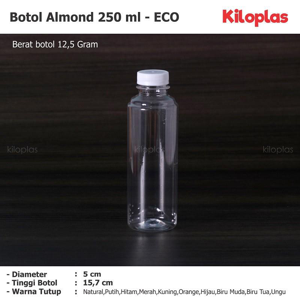 Botol Almond 250 ml - ECO
Kiloplas
Berat botol 12,5 Gram
kiloplas
kiloplas
kiloplas
- Diameter : 5 cm
- Tinggi Botol : 15,7 cm
- Warna Tutup : Natural,Putih,Hitam,Merah,Kuning,Orange,Hijau,Biru Muda,Biru Tua,Ungu